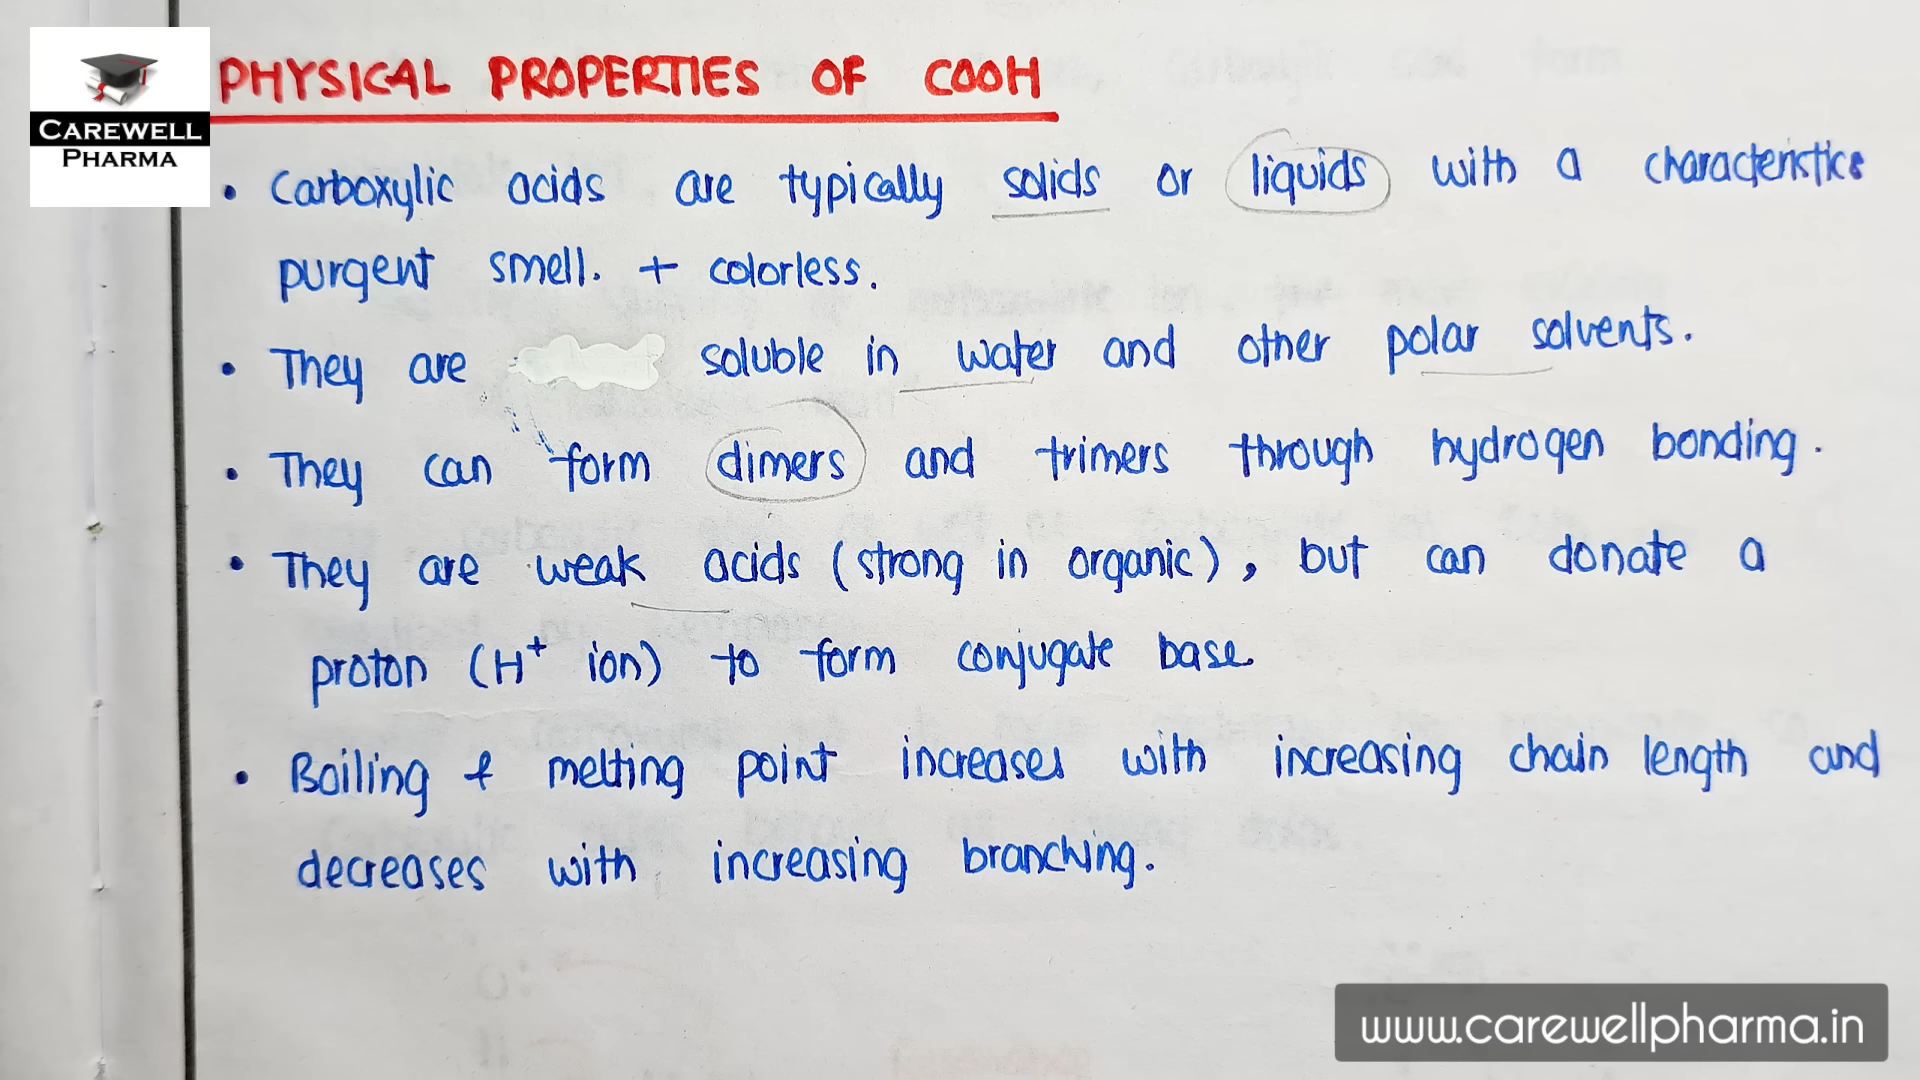 PHYSICAL PROPERTIES OF COOH
CAREWELL
PHARMA
• Carboxylic acids are typically solids or liquids with a characteristics
purgent smell. + colorless.
• They are soluble in water and other polar solvents.
• They can form dimers and trimers through hydrogen bonding.
• They are weak acids (strong in organic), but can donate a
proton (H⁺ ion) to form conjugate base
• Boiling & melting point increases with increasing chain length and
decreases with increasing branching.
www.carewellpharma.in